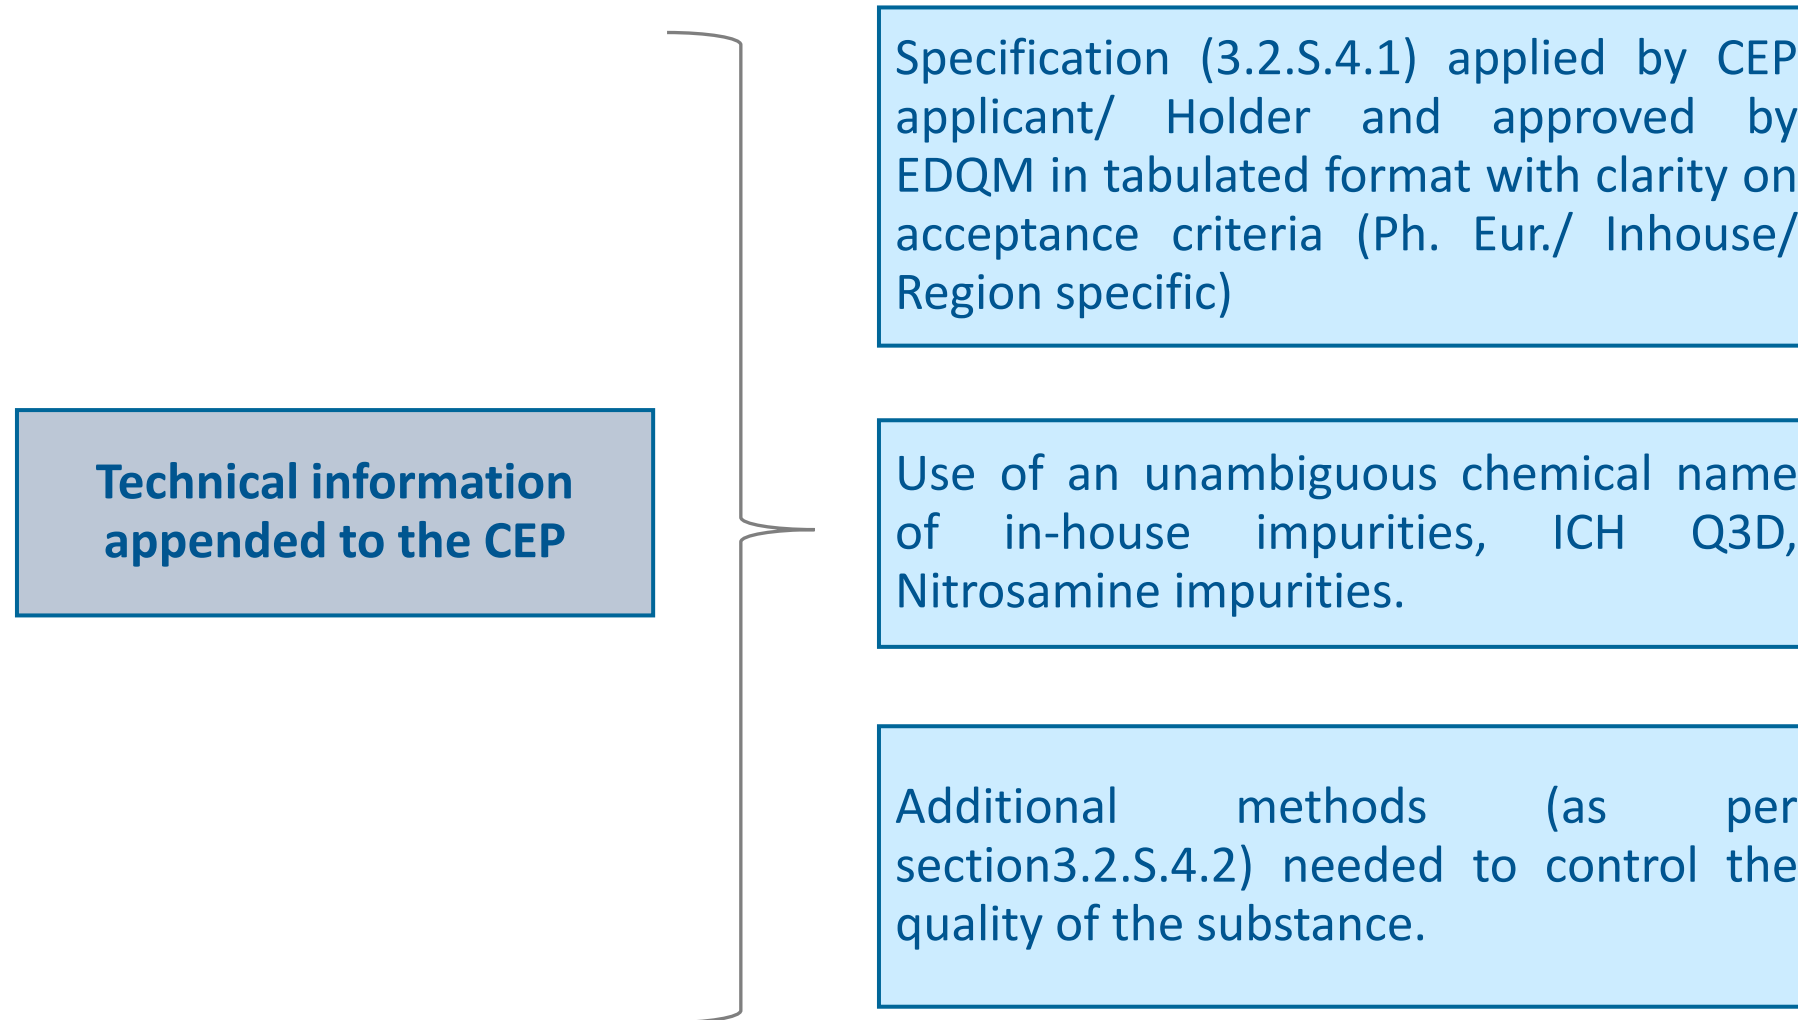 Technical information
appended to the CEP
Specification (3.2.S.4.1) applied by CEP
applicant/ Holder and approved by
EDQM in tabulated format with clarity on
acceptance criteria (Ph. Eur./ Inhouse/
Region specific)
Use of an unambiguous chemical name
of in-house impurities, ICH Q3D,
Nitrosamine impurities.
Additional methods (as per
section3.2.S.4.2) needed to control the
quality of the substance.